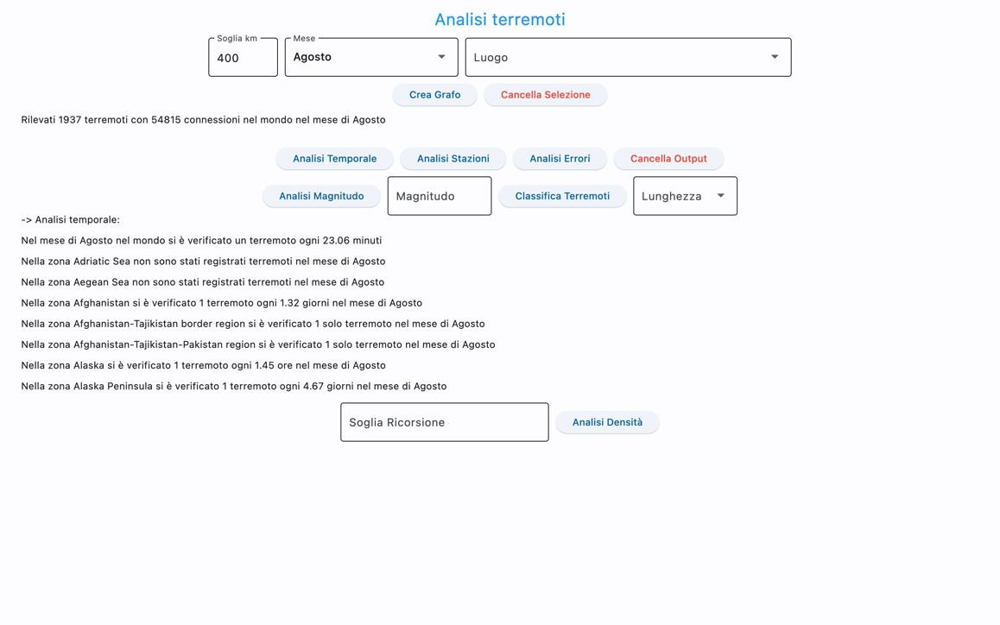 Analisi terremoti
Soglia km
400
Mese
Agosto
Luogo
Crea Grafo
Cancella Selezione
Rilevati 1937 terremoti con 54815 connessioni nel mondo nel mese di Agosto
Analisi Temporale
Analisi Stazioni
Analisi Errori
Cancella Output
Analisi Magnitudo
Magnitudo
Classifica Terremoti
Lunghezza
-> Analisi temporale:
Nel mese di Agosto nel mondo si è verificato un terremoto ogni 23.06 minuti
Nella zona Adriatic Sea non sono stati registrati terremoti nel mese di Agosto
Nella zona Aegean Sea non sono stati registrati terremoti nel mese di Agosto
Nella zona Afghanistan si è verificato 1 terremoto ogni 1.32 giorni nel mese di Agosto
Nella zona Afghanistan-Tajikistan border region si è verificato 1 solo terremoto nel mese di Agosto
Nella zona Afghanistan-Tajikistan-Pakistan region si è verificato 1 solo terremoto nel mese di Agosto
Nella zona Alaska si è verificato 1 terremoto ogni 1.45 ore nel mese di Agosto
Nella zona Alaska Peninsula si è verificato 1 terremoto ogni 4.67 giorni nel mese di Agosto
Soglia Ricorsione
Analisi Densità